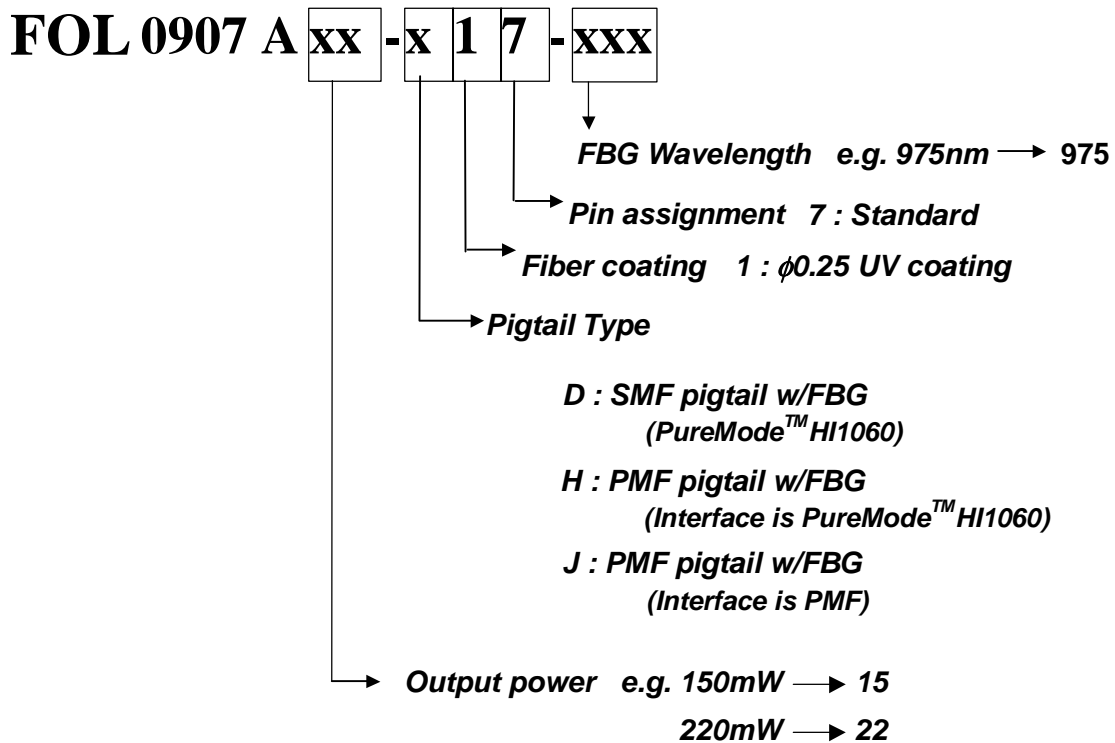 FOL 0907 A xx -x 1 7 -xxx
FBG Wavelength e.g. 975nm → 975
Pin assignment 7 : Standard
Fiber coating 1 : ϕ0.25 UV coating
Pigtail Type
D : SMF pigtail w/FBG
(PureMode™ HI1060)
H : PMF pigtail w/FBG
(Interface is PureMode™ HI1060)
J : PMF pigtail w/FBG
(Interface is PMF)
Output power e.g. 150mW → 15
220mW → 22